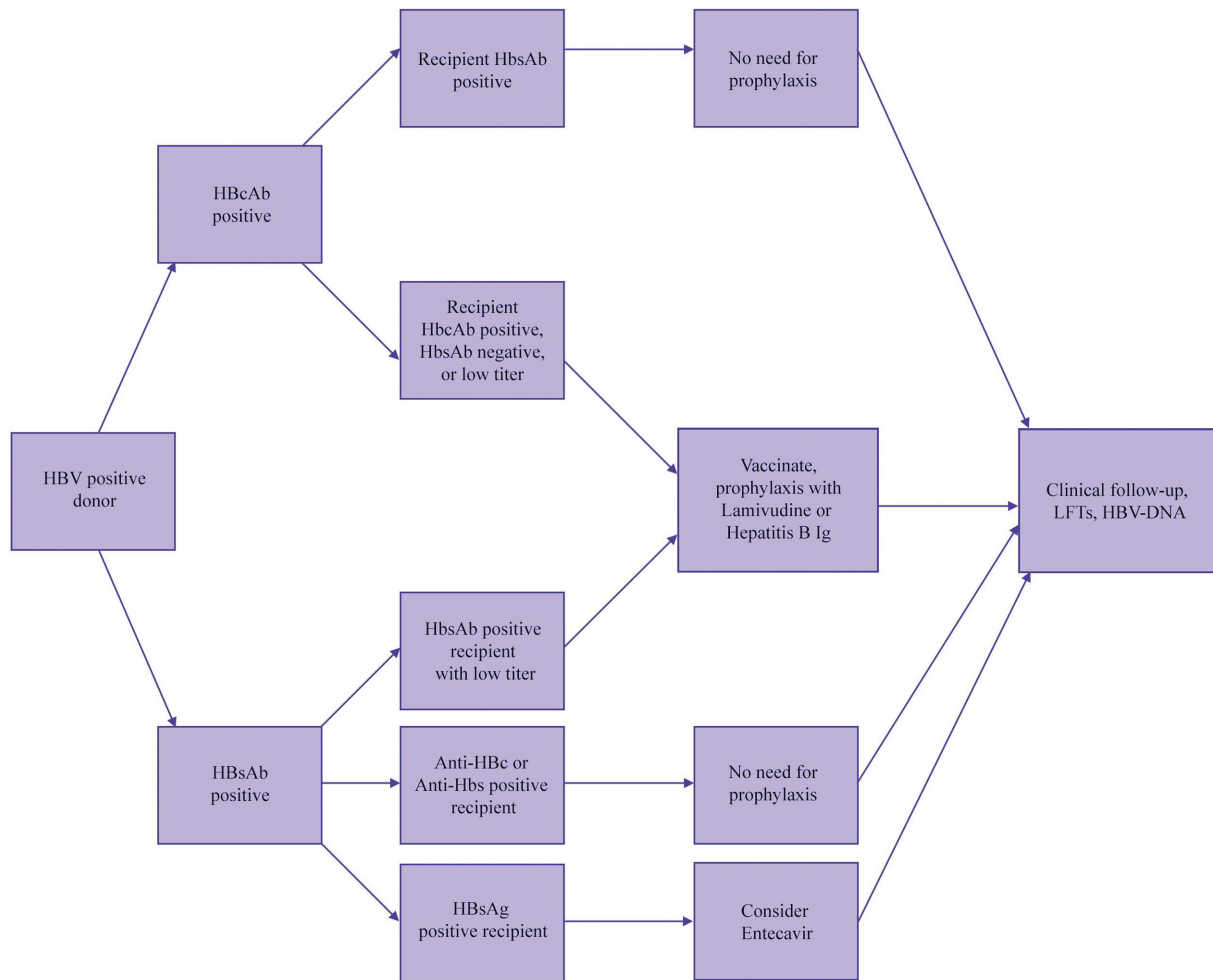 Recipient HbsAb
positive
No need for
prophylaxis
HBcAb
positive
Recipient
HbcAb positive,
HbsAb negative,
or low titer
HBV positive
donor
Vaccinate,
prophylaxis with
Lamivudine or
Hepatitis B Ig
Clinical follow-up,
LFTs, HBV-DNA
HbsAb positive
recipient
with low titer
HBsAb
positive
Anti-HBc or
Anti-Hbs positive
recipient
No need for
prophylaxis
HBsAg
positive recipient
Consider
Entecavir